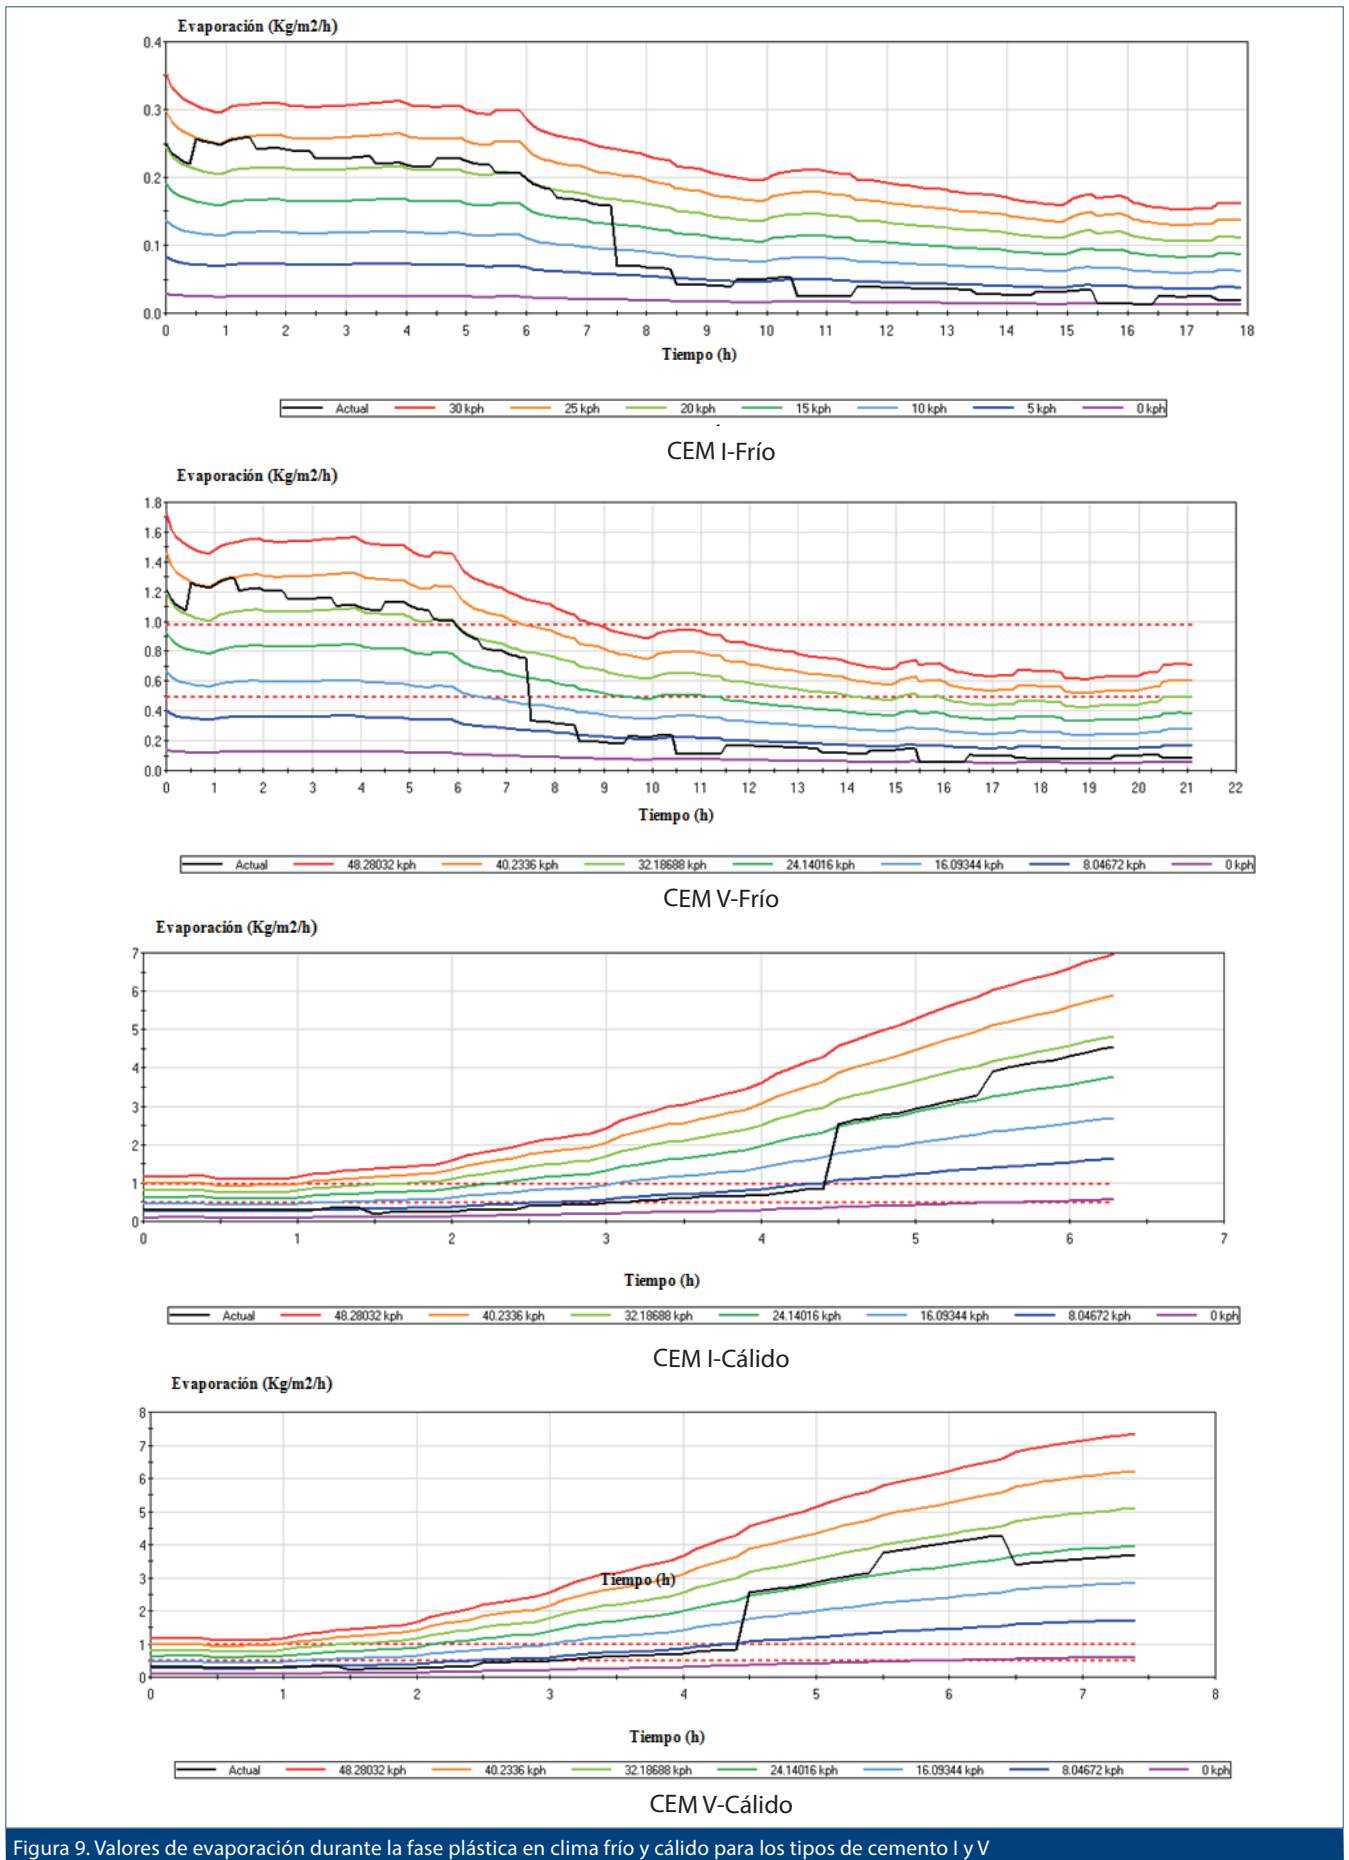 Evaporación (Kg/m2/h)
0.4
0.3
0.2
0.1
0.0
0 1 2 3 4 5 6 7 8 9 10 11 12 13 14 15 16 17 18
Tiempo (h)
Actual 30 kph 25 kph 20 kph 15 kph 10 kph 5 kph 0 kph
CEM I-Frío
Evaporación (Kg/m2/h)
1.8
1.6
1.4
1.2
1.0
0.8
0.6
0.4
0.2
0.0
0 1 2 3 4 5 6 7 8 9 10 11 12 13 14 15 16 17 18 19 20 21 22
Tiempo (h)
Actual 48.28032 kph 40.2336 kph 32.18688 kph 24.14016 kph 16.09344 kph 8.04672 kph 0 kph
CEM V-Frío
Evaporación (Kg/m2/h)
7
6
5
4
3
2
1
0
0 1 2 3 4 5 6 7
Tiempo (h)
Actual 48.28032 kph 40.2336 kph 32.18688 kph 24.14016 kph 16.09344 kph 8.04672 kph 0 kph
CEM I-Cálido
Evaporación (Kg/m2/h)
8
7
6
5
4
3
2
1
0
Tiempo (h)
0 1 2 3 4 5 6 7 8
Tiempo (h)
Actual 48.28032 kph 40.2336 kph 32.18688 kph 24.14016 kph 16.09344 kph 8.04672 kph 0 kph
CEM V-Cálido
Figura 9. Valores de evaporación durante la fase plástica en clima frío y cálido para los tipos de cemento I y V